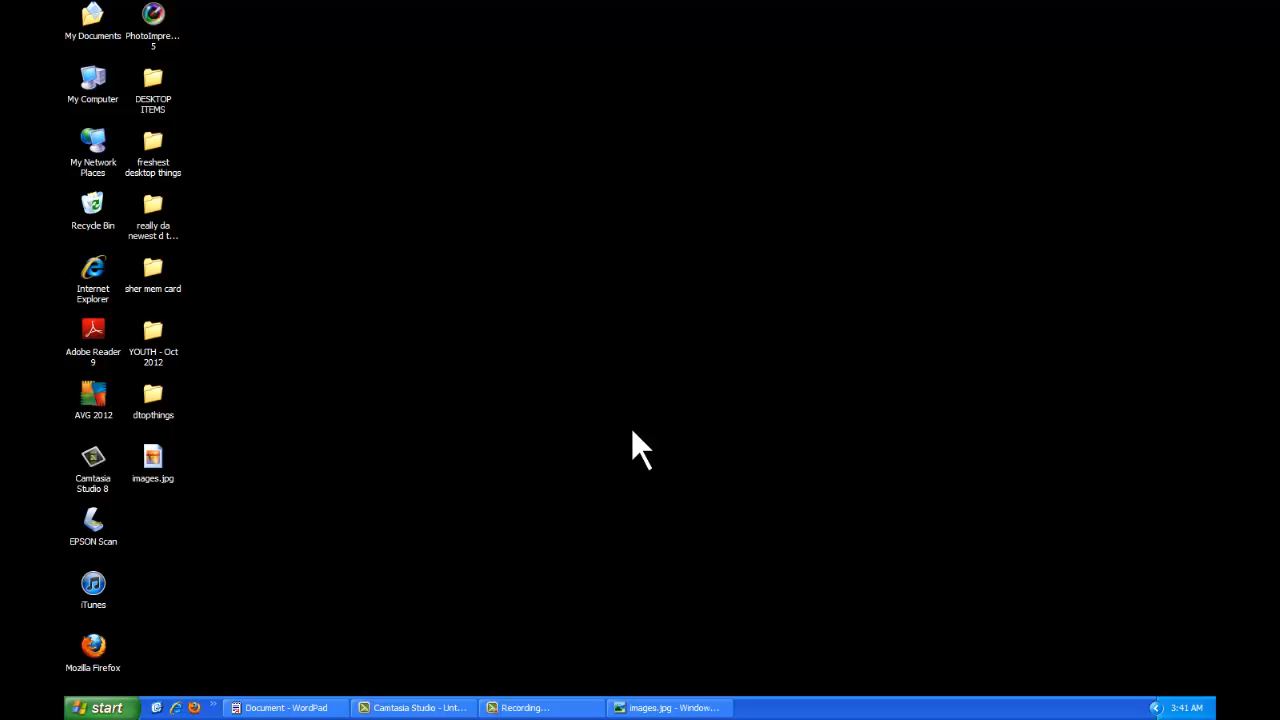 My Documents
PhotoImpre...
5
My Computer
DESKTOP
ITEMS
My Network
Places
freshest
desktop things
Recycle Bin
really da
newest d t...
Internet
Explorer
sher mem card
Adobe Reader
9
YOUTH - Oct
2012
AVG 2012
dtopthings
Camtasia
Studio 8
images.jpg
EPSON Scan
iTunes
Mozilla Firefox
start
Document - WordPad
Camtasia Studio - Unt...
Recording...
images.jpg - Window...
3:41 AM